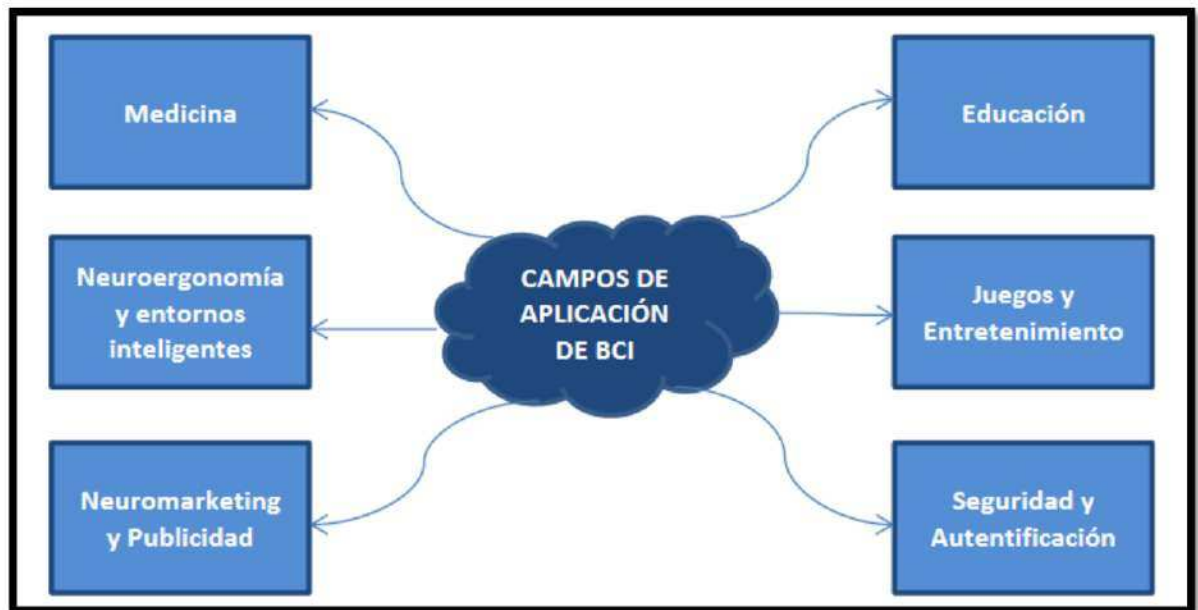 Medicina
Educación
CAMPOS DE
APLICACIÓN
DE BCI
Neuroergonomía
y entornos
inteligentes
Juegos y
Entretenimiento
Neuromarketing
y Publicidad
Seguridad y
Autentificación